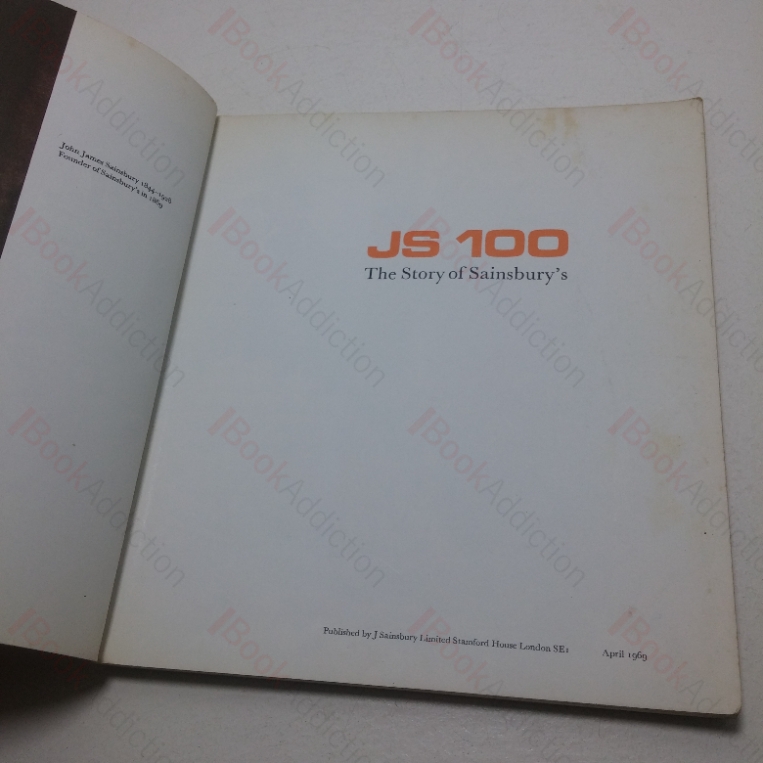 John James Sainsbury 1844-1928
Founder of Sainsbury's in 1869
JS 100
The Story of Sainsbury's
Published by J Sainsbury Limited Stamford House London SE1 April 1969
BookAddiction